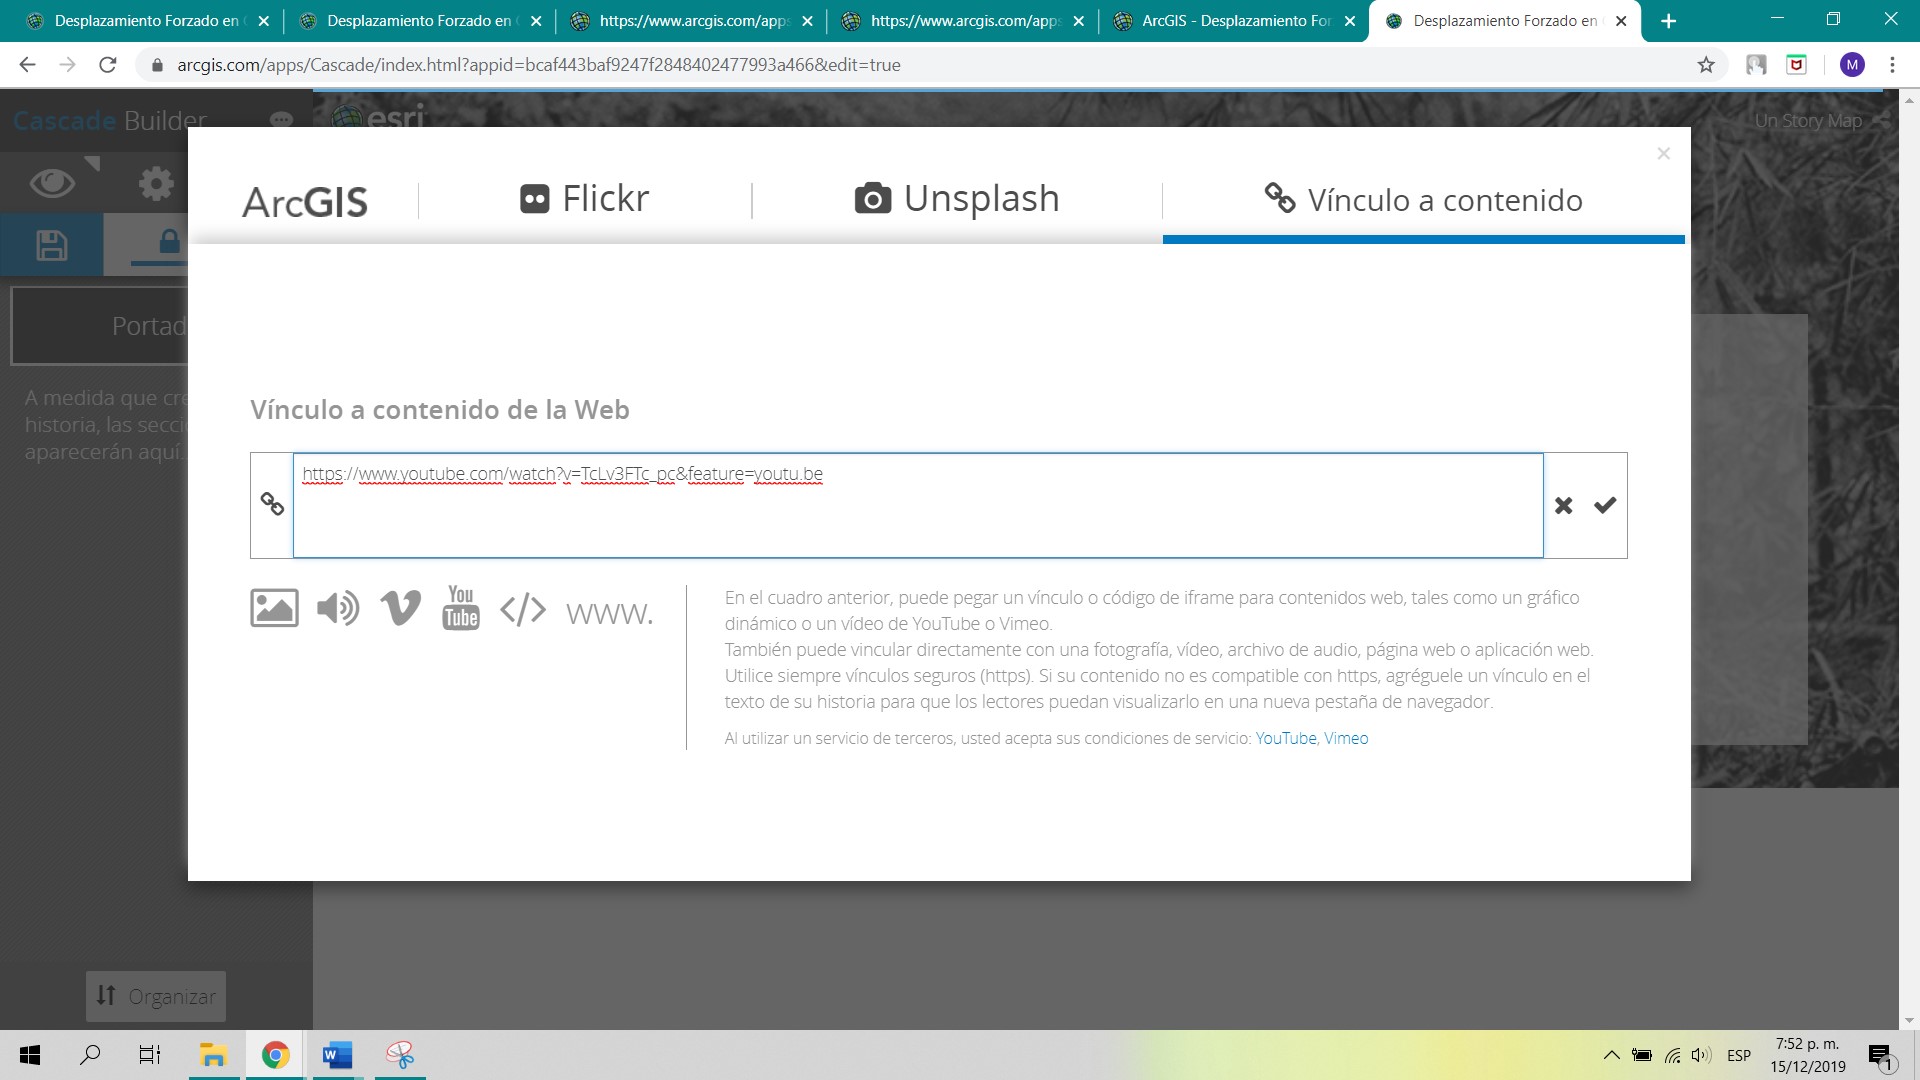 Desplazamiento Forzado en
Desplazamiento Forzado en
https://www.arcgis.com/apps
https://www.arcgis.com/apps
ArcGIS - Desplazamiento For
Desplazamiento Forzado en
arcgis.com/apps/Cascade/index.html?appid=bcaf443baf9247f2848402477993a466&edit=true
M
Cascade Builder
esri
Un Story Map
ArcGIS
Flickr
Unsplash
Vínculo a contenido
Portad
A medida que cre
historia, las secci
aparecerán aquí.
Vínculo a contenido de la Web
https://www.youtube.com/watch?v=TcLv3FTc_pc&feature=youtu.be
You
Tube
www.
En el cuadro anterior, puede pegar un vínculo o código de iframe para contenidos web, tales como un gráfico
dinámico o un vídeo de YouTube o Vimeo.
También puede vincular directamente con una fotografía, vídeo, archivo de audio, página web o aplicación web.
Utilice siempre vínculos seguros (https). Si su contenido no es compatible con https, agréguele un vínculo en el
texto de su historia para que los lectores puedan visualizarlo en una nueva pestaña de navegador.
Al utilizar un servicio de terceros, usted acepta sus condiciones de servicio: YouTube, Vimeo
Organizar
W
ESP
7:52 p. m.
15/12/2019
1